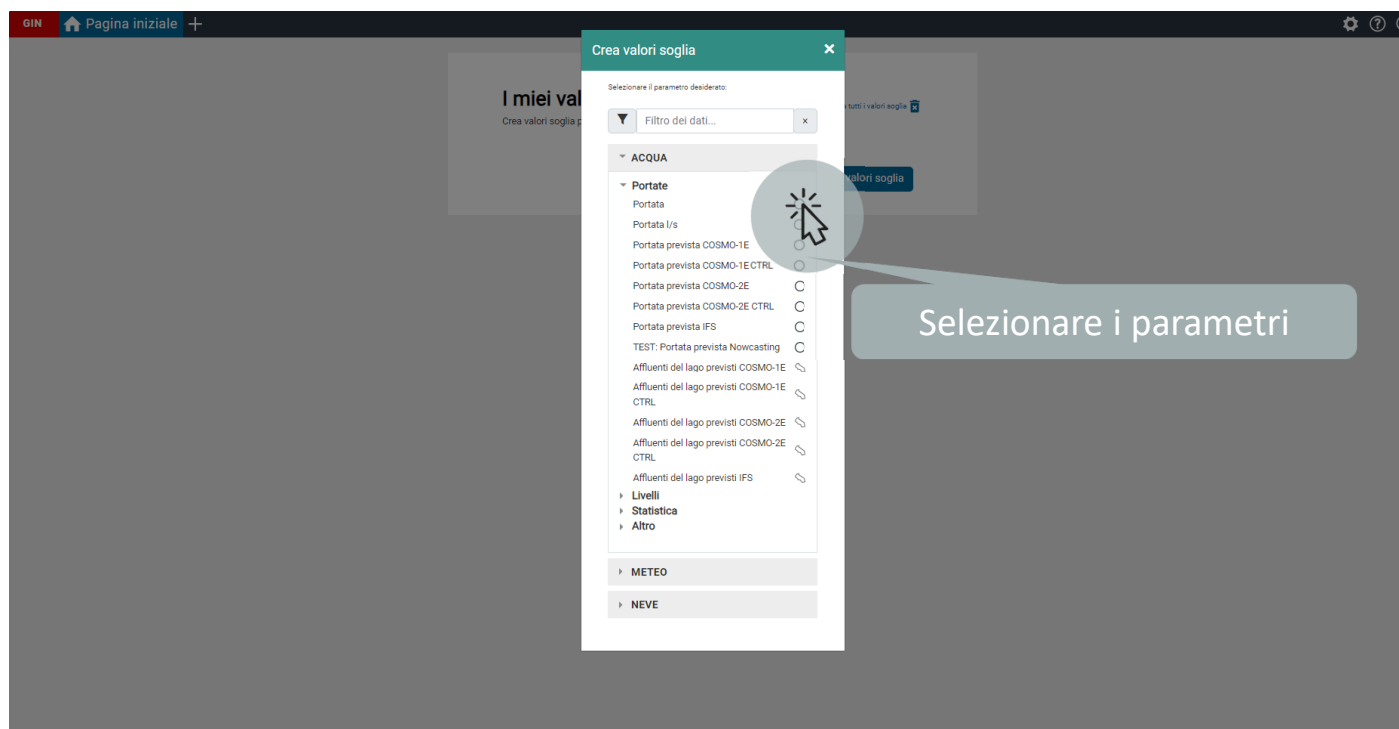 GIN
Pagina iniziale
Crea valori soglia
Selezionare il parametro desiderato:
I miei val
tutti i valori soglia
Crea valori soglia p
Filtro dei dati...
ACQUA
valori soglia
Portate
Portata
Portata l/s
Portata prevista COSMO-1E
Portata prevista COSMO-1E CTRL
Portata prevista COSMO-2E
Portata prevista COSMO-2E CTRL
Portata prevista IFS
TEST: Portata prevista Nowcasting
Selezionare i parametri
Affluenti del lago previsti COSMO-1E
Affluenti del lago previsti COSMO-1E
CTRL
Affluenti del lago previsti COSMO-2E
Affluenti del lago previsti COSMO-2E
CTRL
Affluenti del lago previsti IFS
Livelli
Statistica
Altro
METEO
NEVE